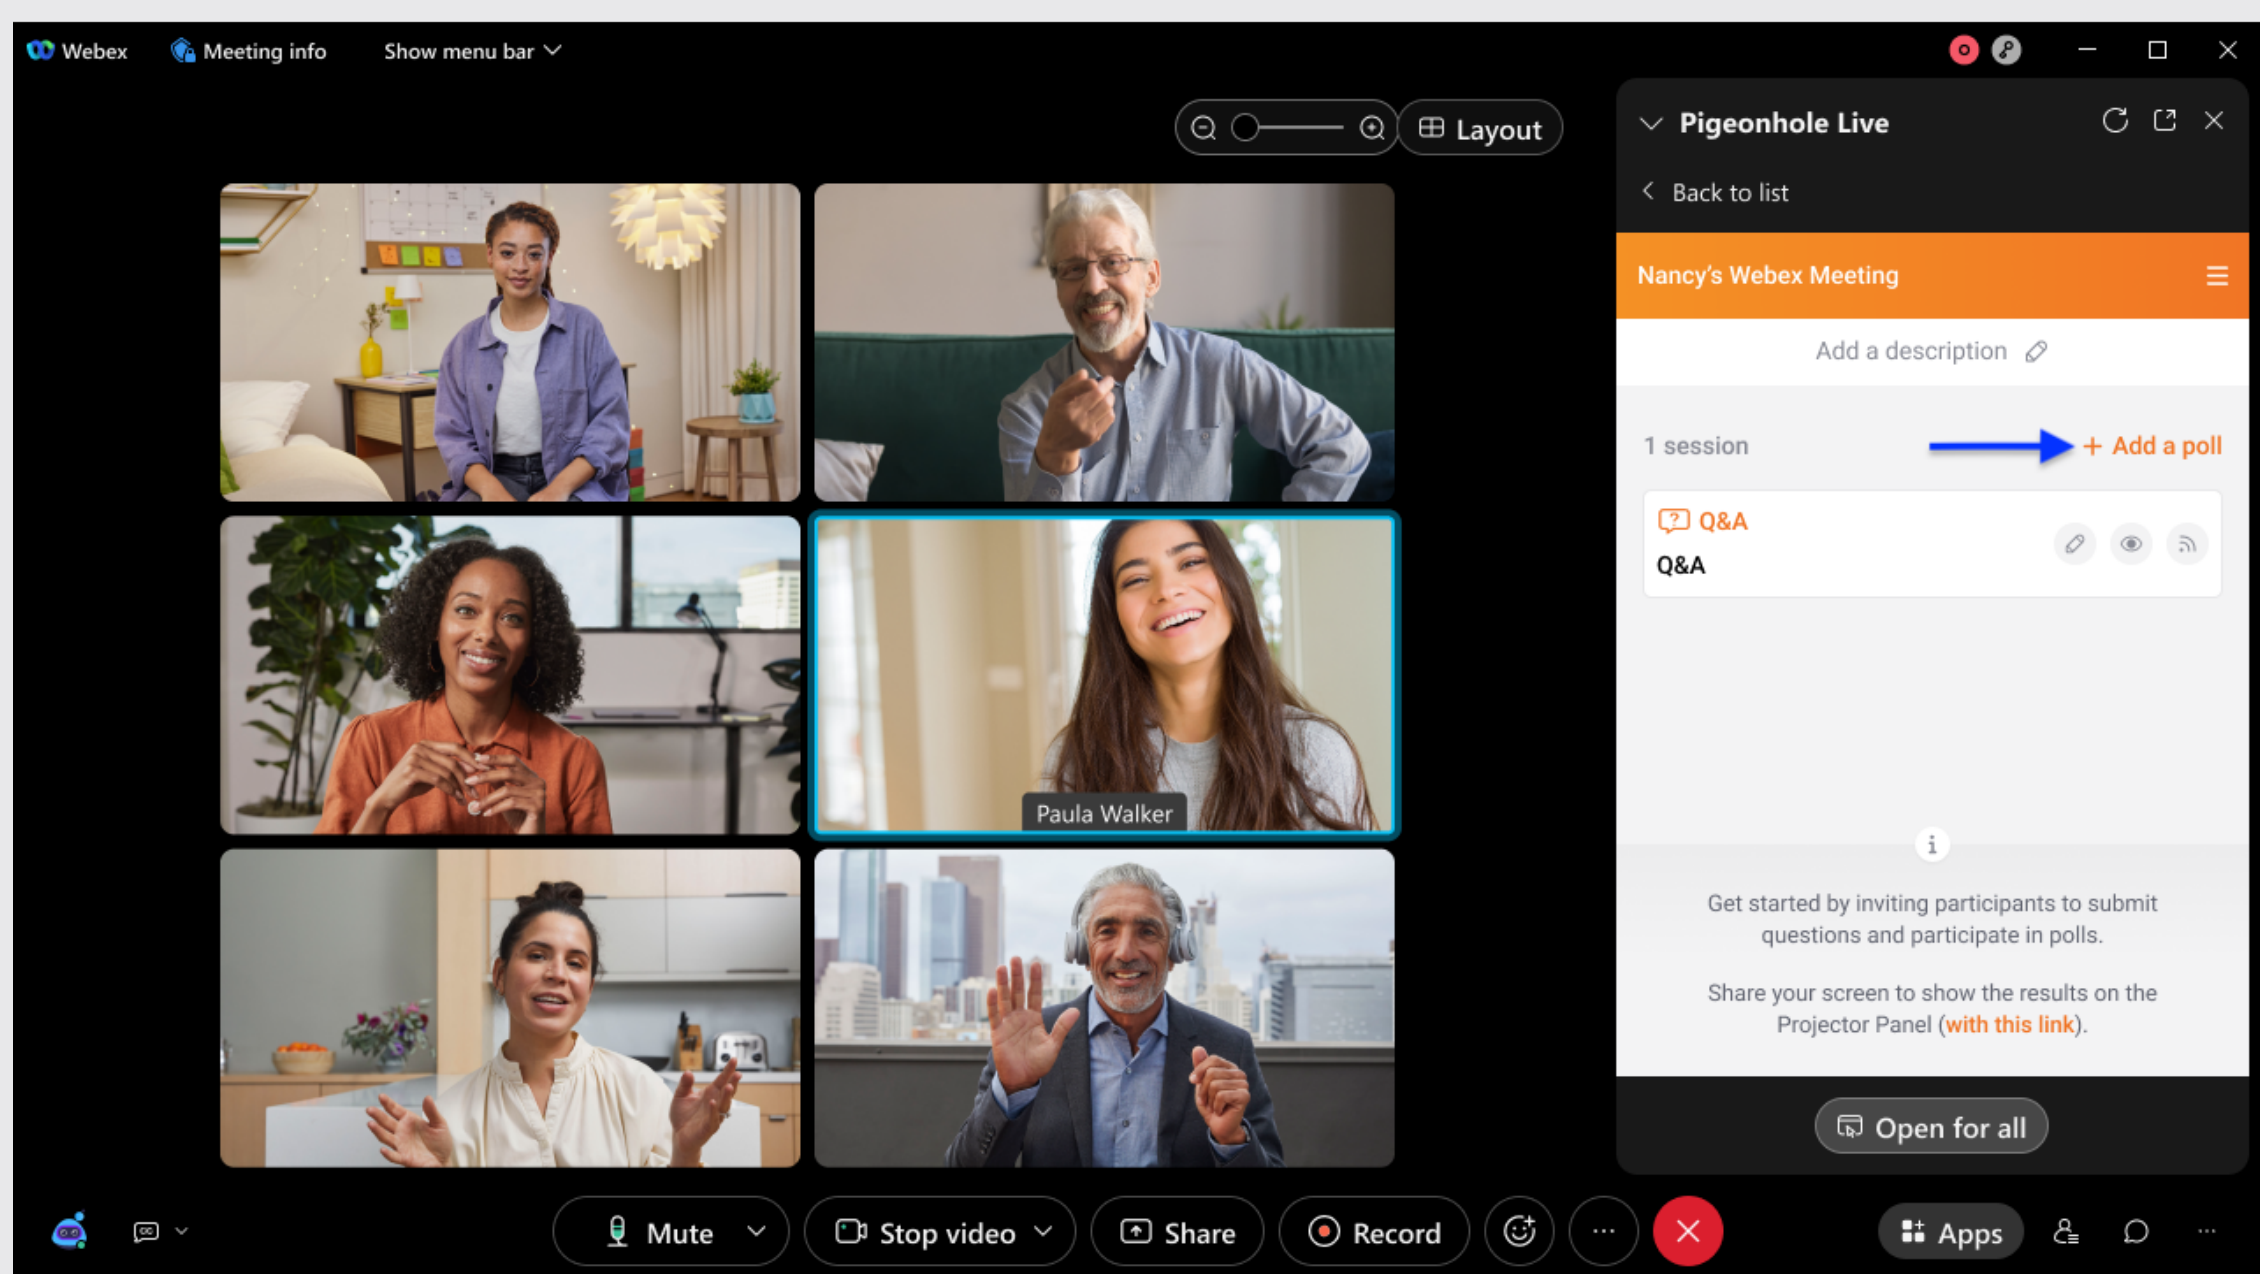 Webex
Meeting info
Show menu bar
Layout
Pigeonhole Live
Back to list
Nancy's Webex Meeting
Add a description
1 session
+ Add a poll
Q&A
Q&A
Paula Walker
Get started by inviting participants to submit
questions and participate in polls.
Share your screen to show the results on the
Projector Panel (with this link).
Open for all
CC
Mute
Stop video
Share
Record
Apps